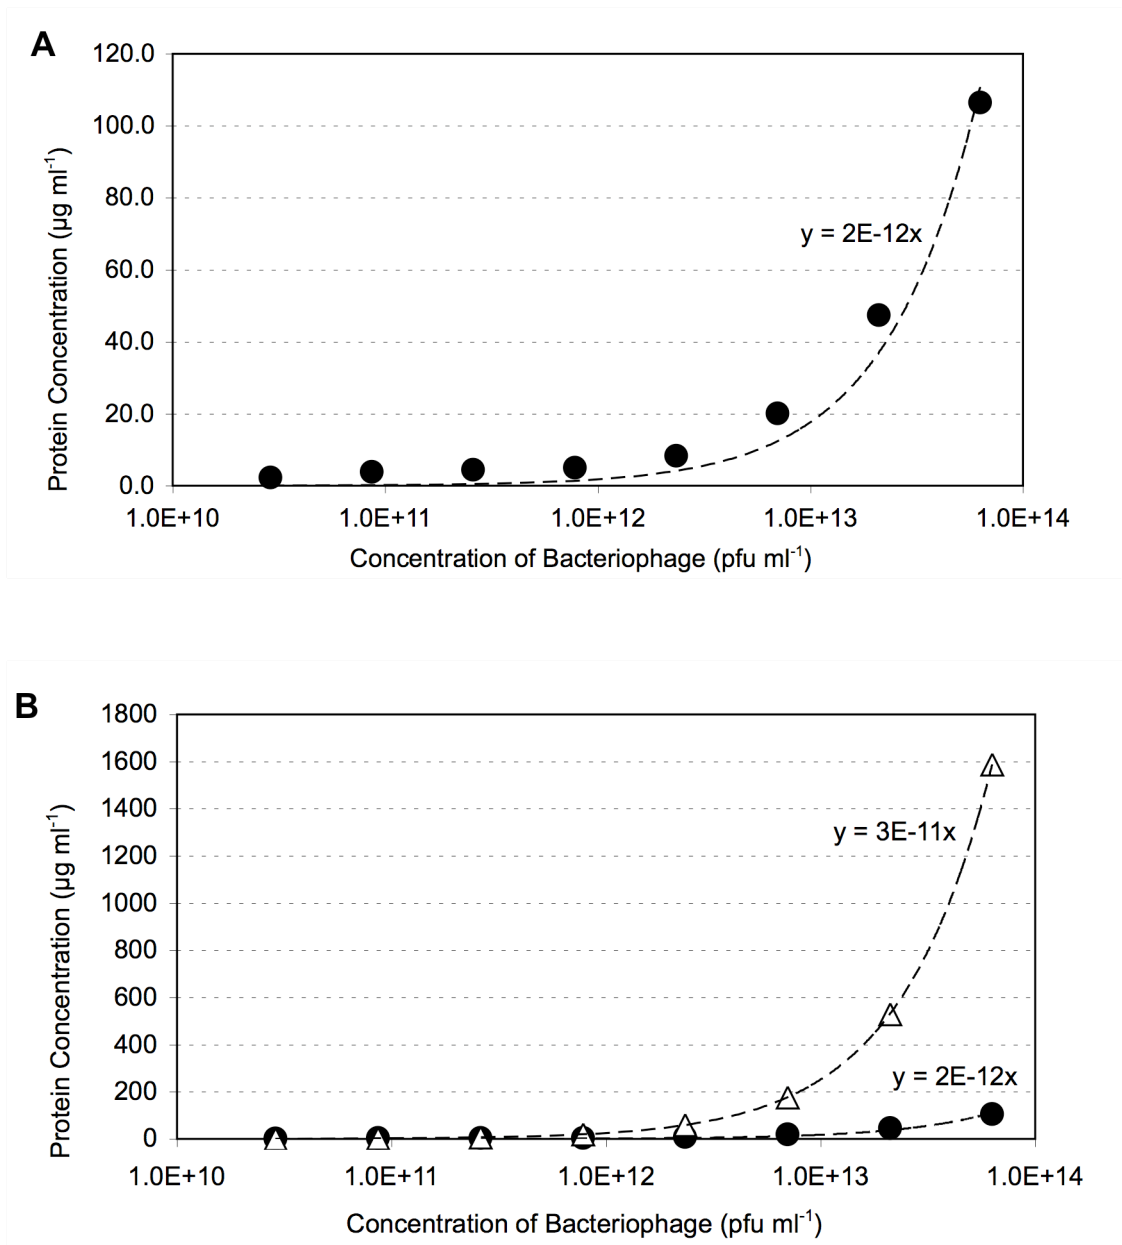 A
120.0
100.0
80.0
60.0
40.0
20.0
0.0
Protein Concentration (µg ml-1)
y = 2E-12x
1.0E+10 1.0E+11 1.0E+12 1.0E+13 1.0E+14
Concentration of Bacteriophage (pfu ml-1)
B
1800
1600
1400
1200
1000
800
600
400
200
0
Protein Concentration (µg ml-1)
y = 3E-11x
y = 2E-12x
1.0E+10 1.0E+11 1.0E+12 1.0E+13 1.0E+14
Concentration of Bacteriophage (pfu ml-1)